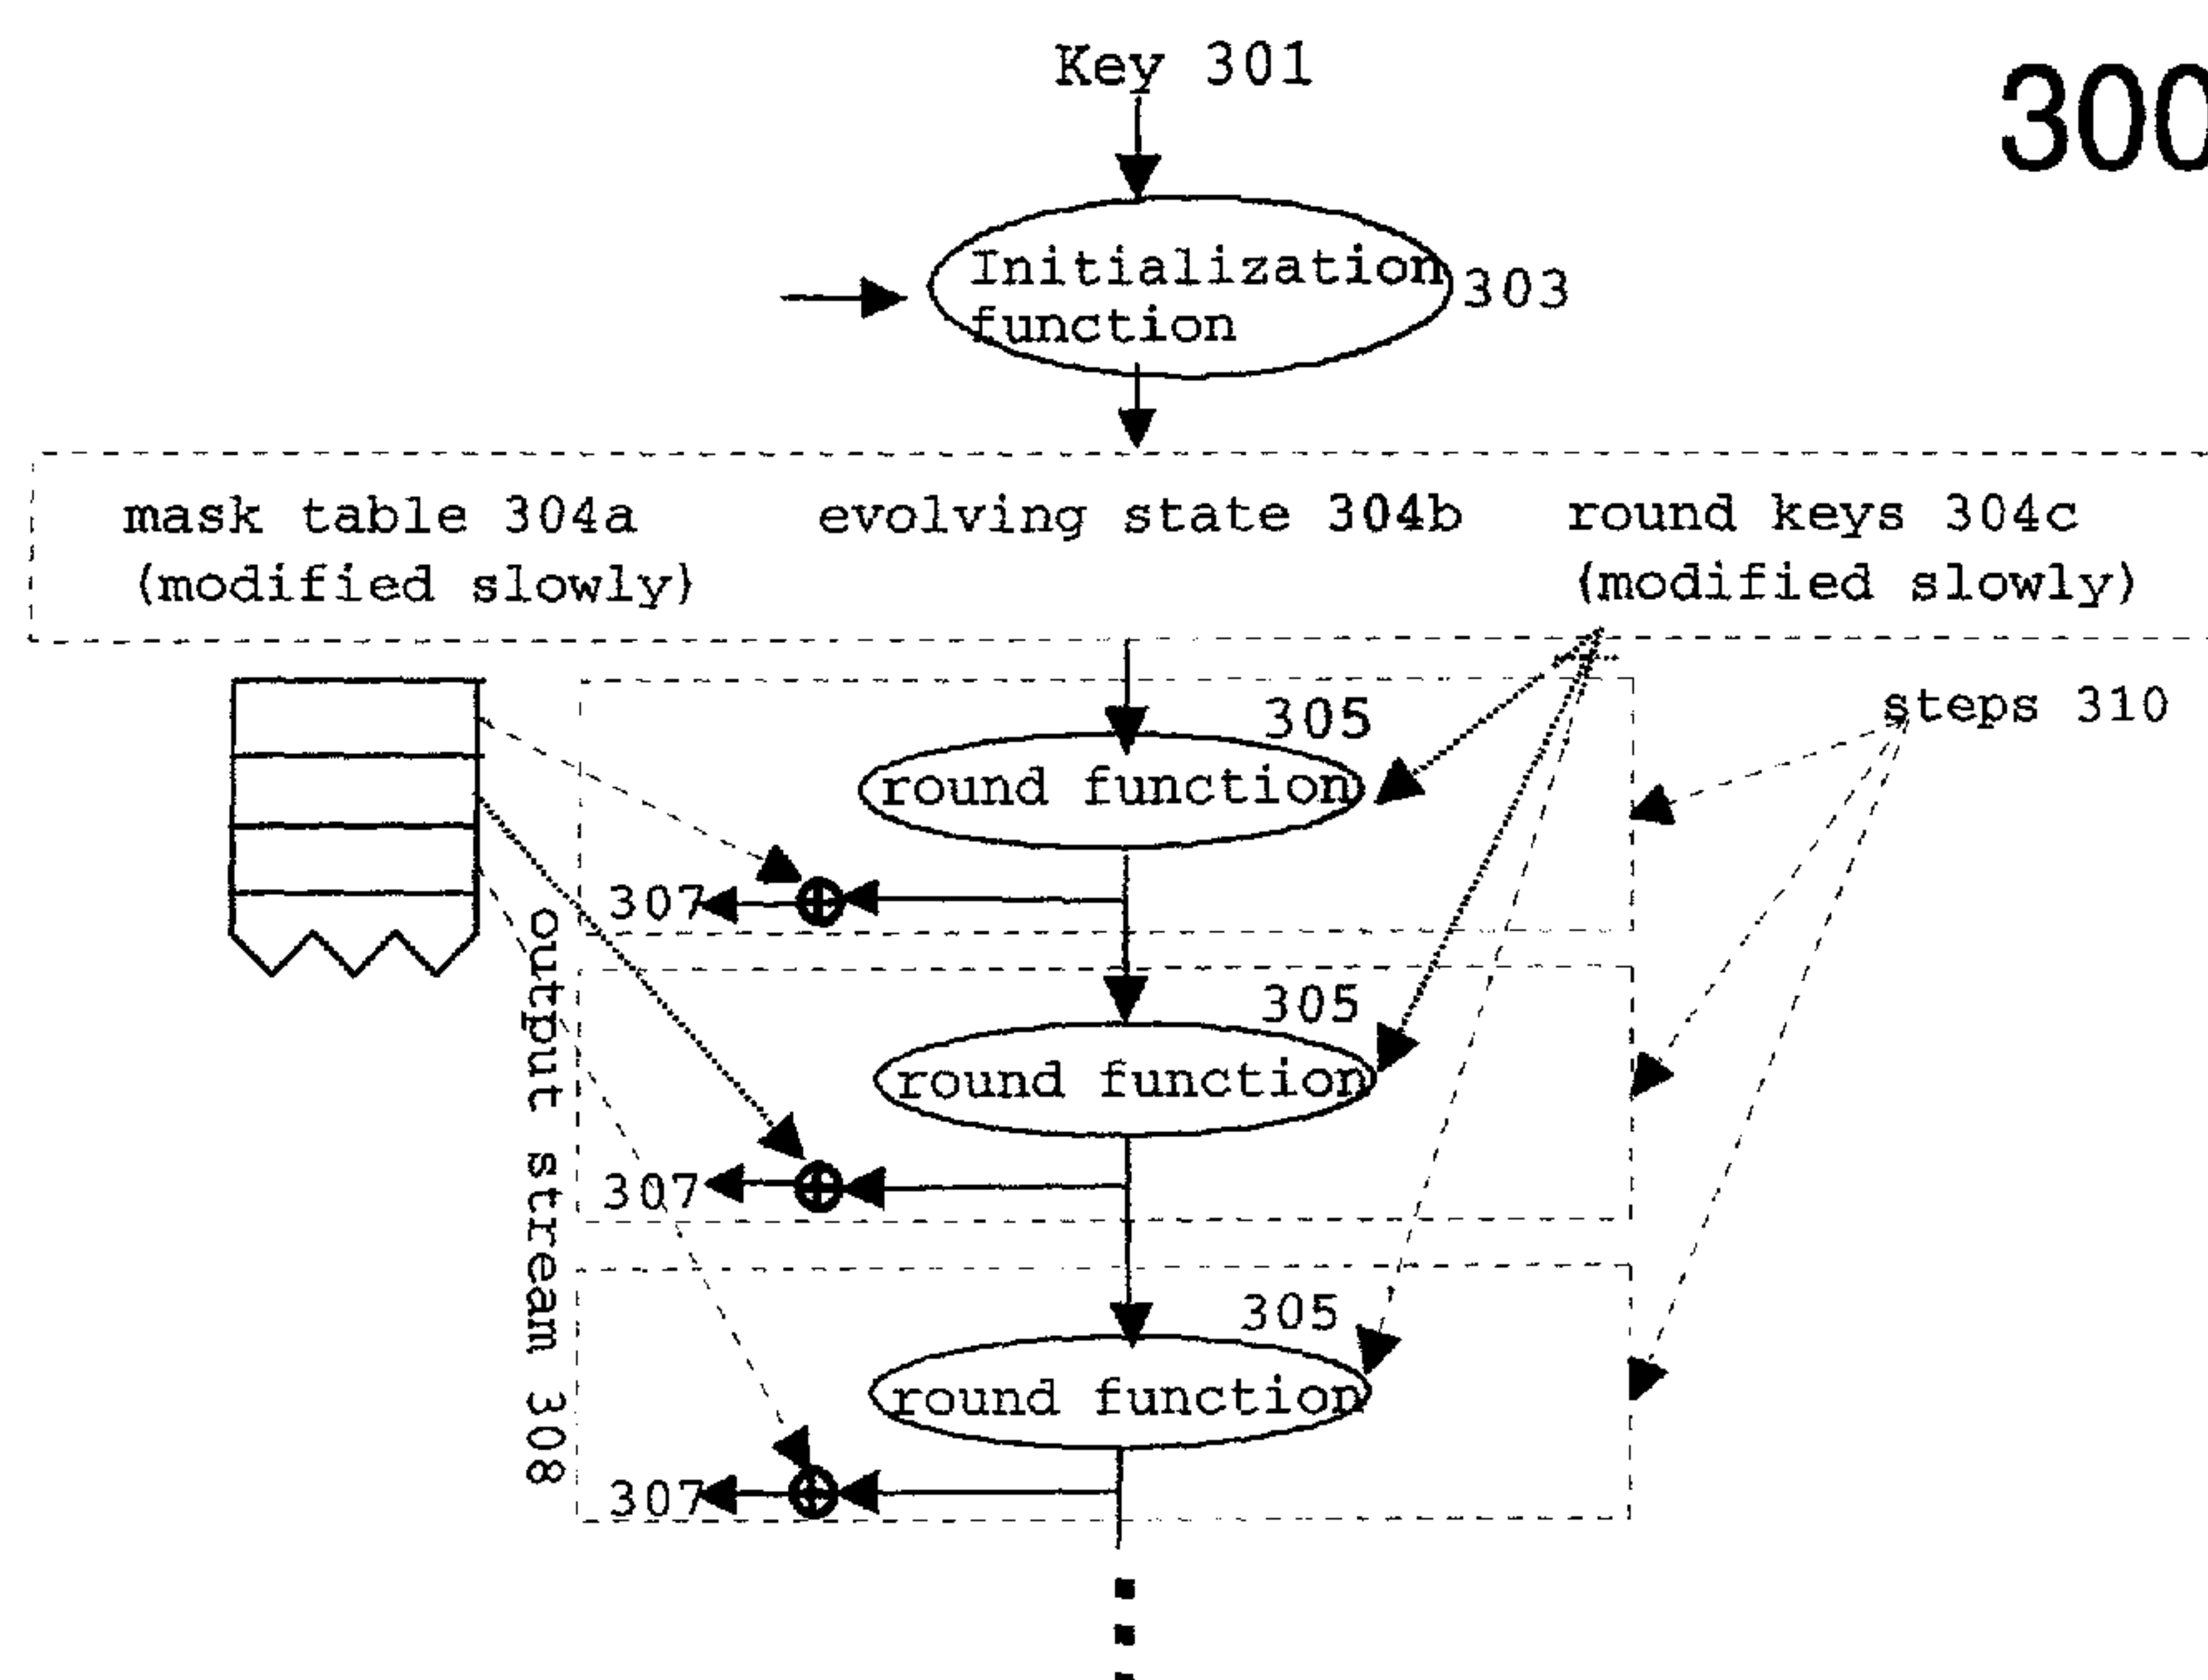 Key 301
300
Initialization
function
303
mask table 304a
(modified slowly)
evolving state 304b
round keys 304c
(modified slowly)
steps 310
305
round function
307
305
round function
307
305
round function
307
output stream 308